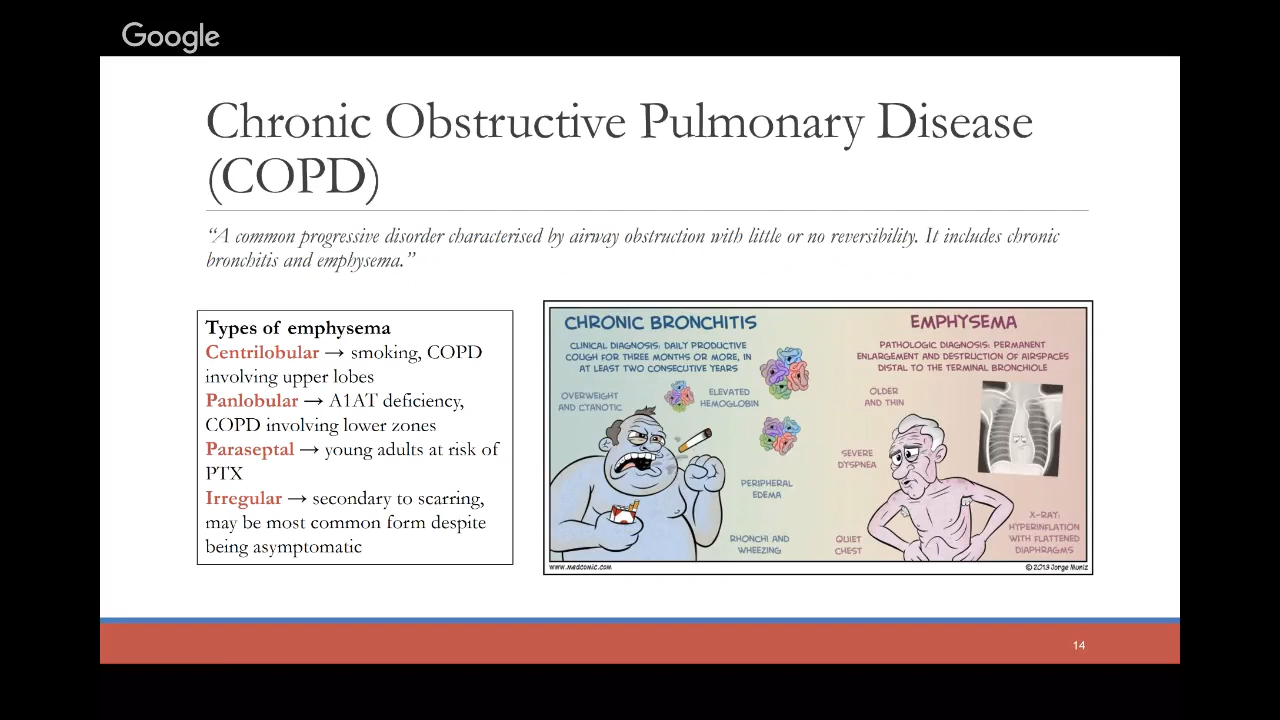 Google
Chronic Obstructive Pulmonary Disease
(COPD)
“A common progressive disorder characterised by airway obstruction with little or no reversibility. It includes chronic
bronchitis and emphysema.”
Types of emphysema
Centrilobular → smoking, COPD
involving upper lobes
Panlobular → A1AT deficiency,
COPD involving lower zones
Paraseptal → young adults at risk of
PTX
Irregular → secondary to scarring,
may be most common form despite
being asymptomatic
CHRONIC BRONCHITIS
CLINICAL DIAGNOSIS: DAILY PRODUCTIVE
COUGH FOR THREE MONTHS OR MORE, IN
AT LEAST TWO CONSECUTIVE YEARS
OVERWEIGHT
AND CYANOTIC
ELEVATED
HEMOGLOBIN
PERIPHERAL
EDEMA
RHONCHI AND
WHEEZING
EMPHYSEMA
PATHOLOGIC DIAGNOSIS: PERMANENT
ENLARGEMENT AND DESTRUCTION OF AIRSPACES
DISTAL TO THE TERMINAL BRONCHIOLE
OLDER
AND THIN
SEVERE
DYSPNEA
QUIET
CHEST
X-RAY:
HYPERINFLATION
WITH FLATTENED
DIAPHRAGMS
www.medcomic.com
© 2013 Jorge Muniz
14